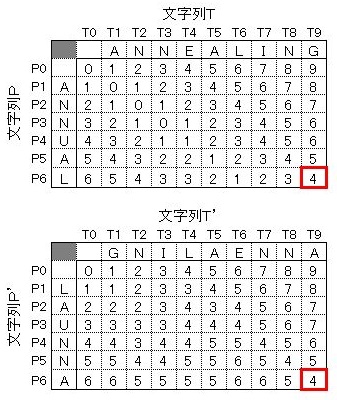 文字列T
T0 T1 T2 T3 T4 T5 T6 T7 T8 T9
A N N E A L I N G
文字列P
P0 0 1 2 3 4 5 6 7 8 9
P1 A 1 0 1 2 3 4 5 6 7 8
P2 N 2 1 0 1 2 3 4 5 6 7
P3 N 3 2 1 0 1 2 3 4 5 6
P4 U 4 3 2 1 1 2 3 4 5 6
P5 A 5 4 3 2 2 1 2 3 4 5
P6 L 6 5 4 3 3 2 1 2 3 4
文字列T’
T0 T1 T2 T3 T4 T5 T6 T7 T8 T9
G N I L A E N N A
文字列P’
P0 0 1 2 3 4 5 6 7 8 9
P1 L 1 1 2 3 3 4 5 6 7 8
P2 A 2 2 2 3 4 3 4 5 6 7
P3 U 3 3 3 3 4 4 4 5 6 7
P4 N 4 4 3 4 4 5 5 4 5 6
P5 N 5 5 4 4 5 5 6 5 4 5
P6 A 6 6 5 5 5 5 6 6 5 4